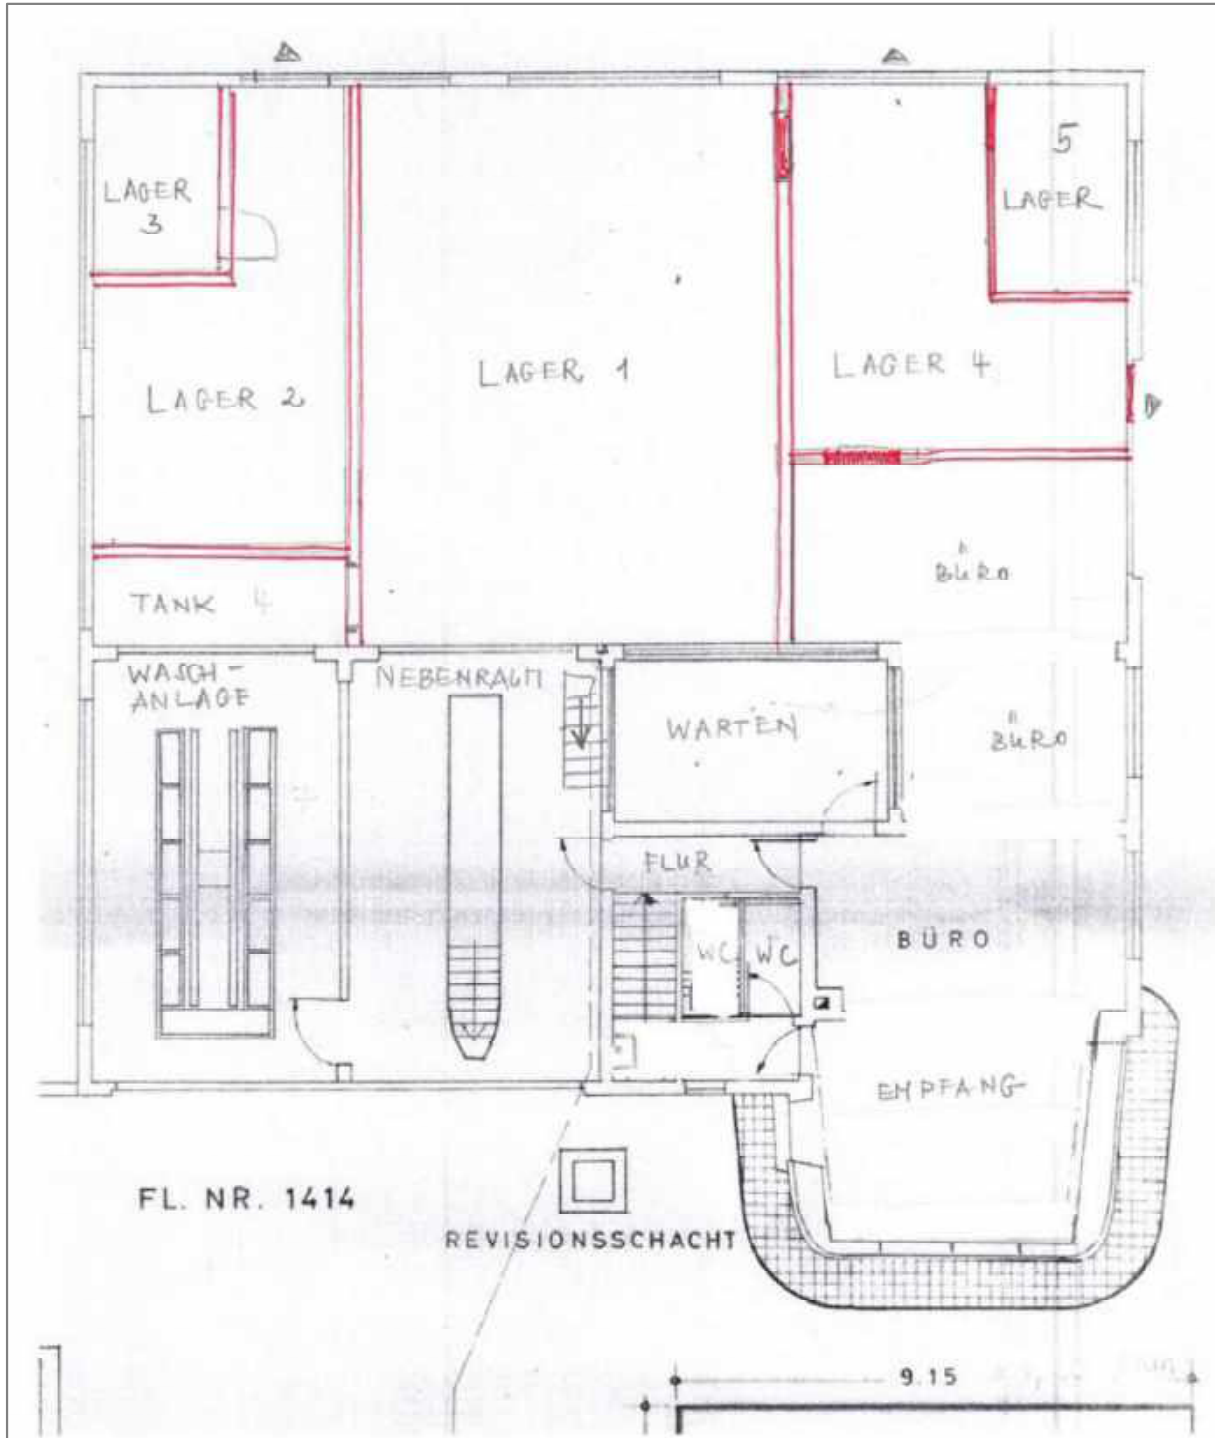 5
LAGER
3
LAGER
LAGER 1
LAGER 4
LAGER 2
BÜRO
TANK 4
WASCH-
ANLAGE
NEBENRAUM
WARTEN
BÜRO
FLUR
WC
WC
BÜRO
EMPFANG
FL. NR. 1414
REVISIONSSCHACHT
9.15